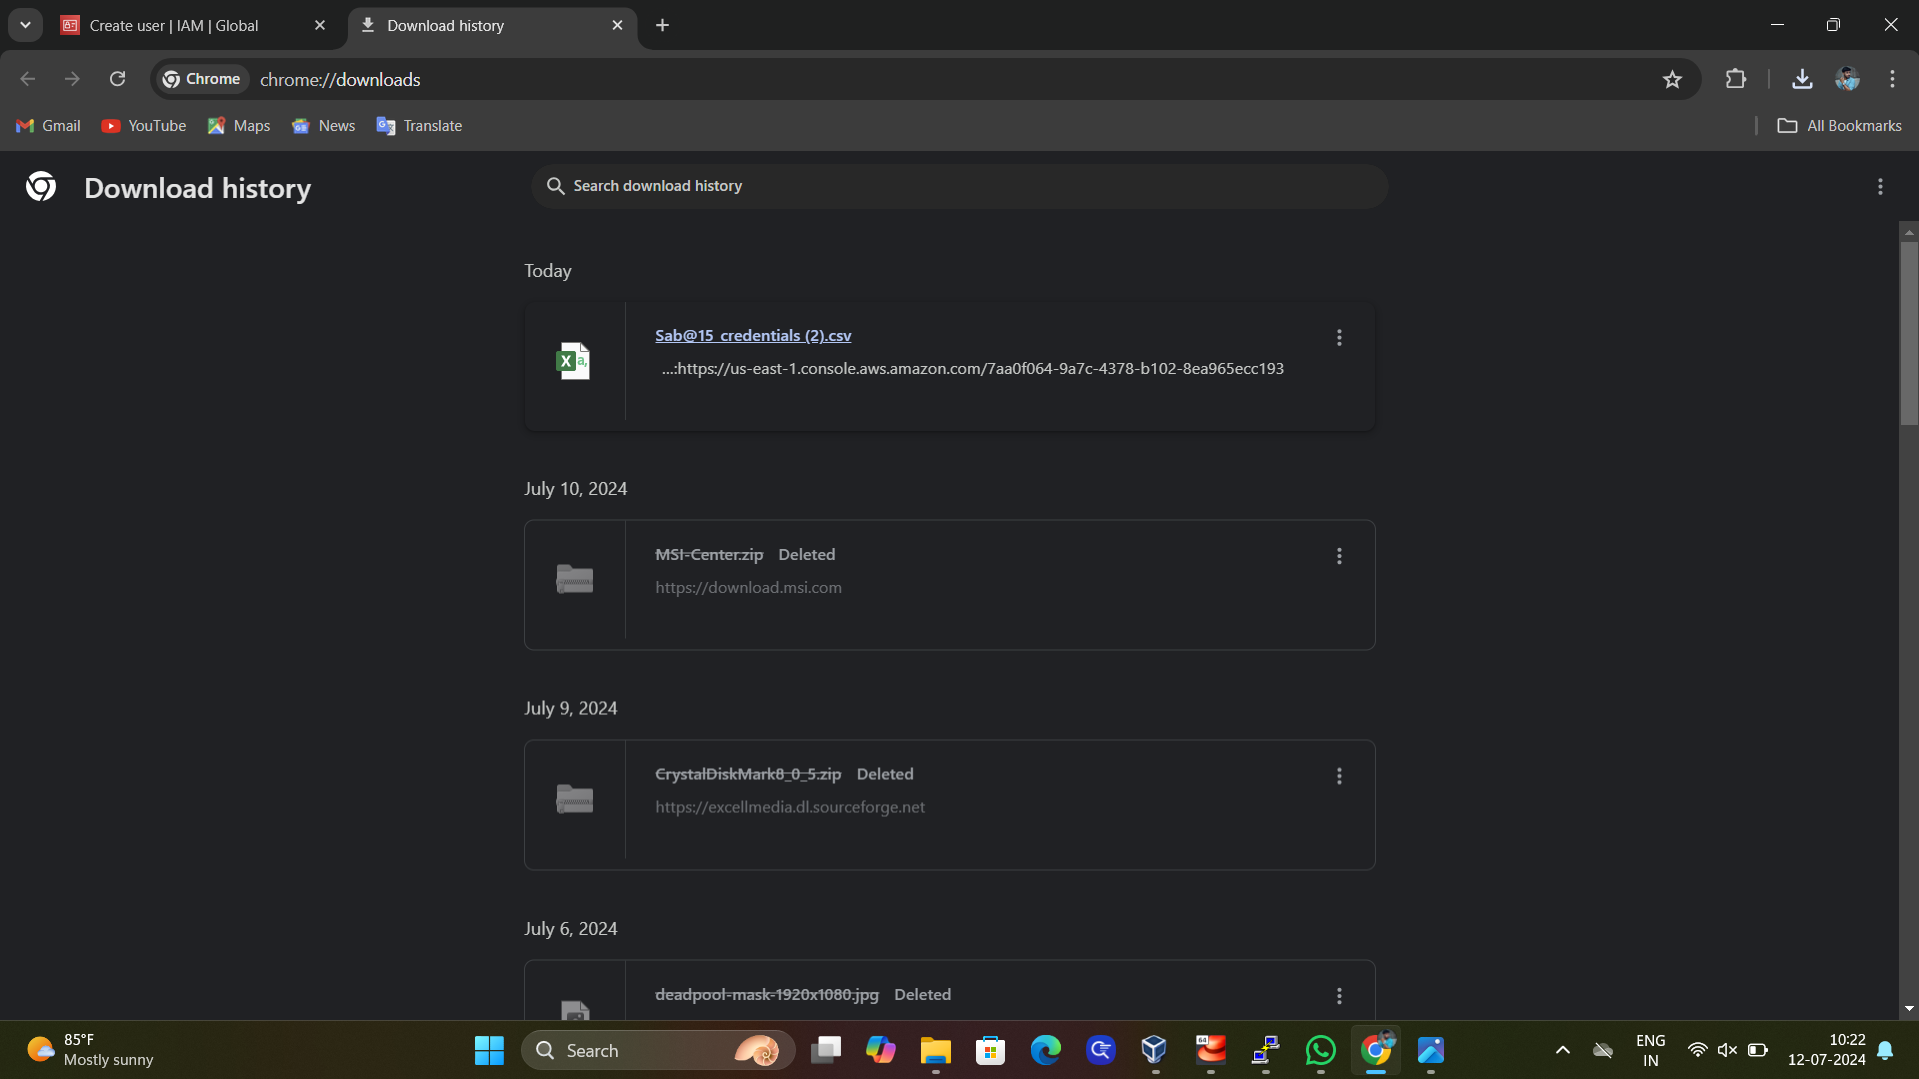 Create user | IAM | Global
Download history
Chrome
chrome://downloads
Gmail
YouTube
Maps
News
Translate
All Bookmarks
Download history
Search download history
Today
Sab@15_credentials (2).csv
...:https://us-east-1.console.aws.amazon.com/7aa0f064-9a7c-4378-b102-8ea965ecc193
July 10, 2024
MSI-Center.zip Deleted
https://download.msi.com
July 9, 2024
CrystalDiskMark8_0_5.zip Deleted
https://excellmedia.dl.sourceforge.net
July 6, 2024
deadpool-mask-1920x1080.jpg Deleted
85°F
Mostly sunny
Search
64
ENG
IN
10:22
12-07-2024